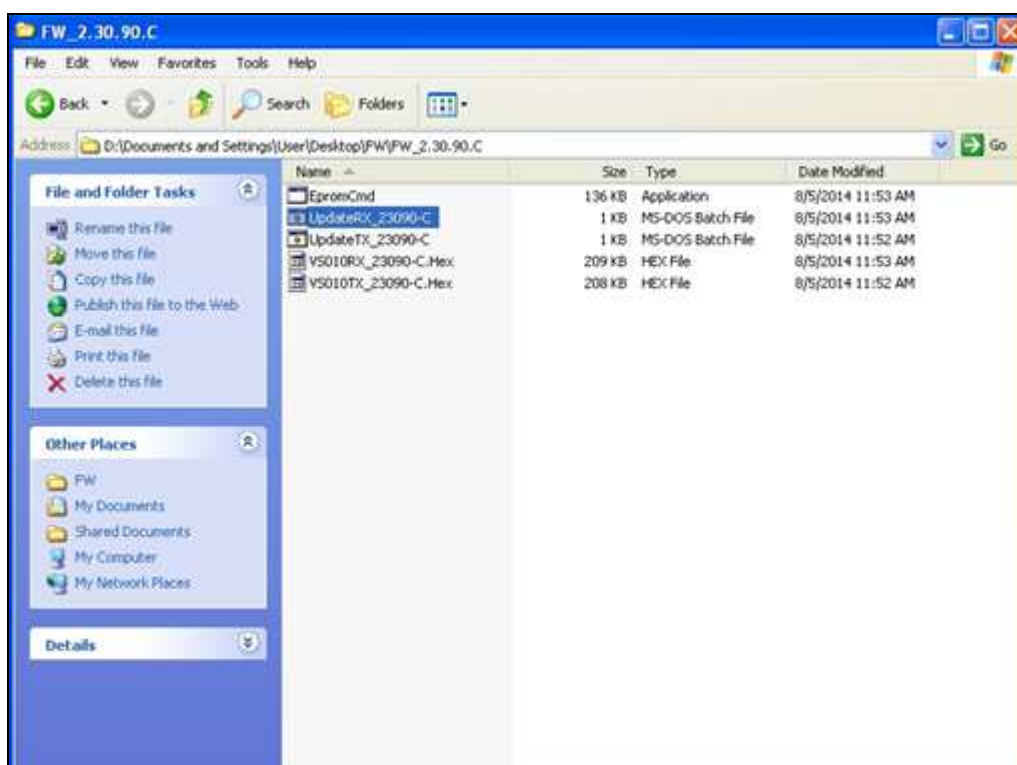 FW_2.30.90.C
File Edit View Favorites Tools Help
Back Search Folders
Address D:\Documents and Settings\User\Desktop\FW\FW_2.30.90.C Go
Name Size Type Date Modified
EpromCmd 136 KB Application 8/5/2014 11:53 AM
UpdateRX_23090-C 1 KB MS-DOS Batch File 8/5/2014 11:53 AM
UpdateTX_23090-C 1 KB MS-DOS Batch File 8/5/2014 11:52 AM
VS010RX_23090-C.Hex 209 KB HEX File 8/5/2014 11:53 AM
VS010TX_23090-C.Hex 208 KB HEX File 8/5/2014 11:52 AM
File and Folder Tasks
Rename this file
Move this file
Copy this file
Publish this file to the Web
E-mail this file
Print this file
Delete this file
Other Places
FW
My Documents
Shared Documents
My Computer
My Network Places
Details